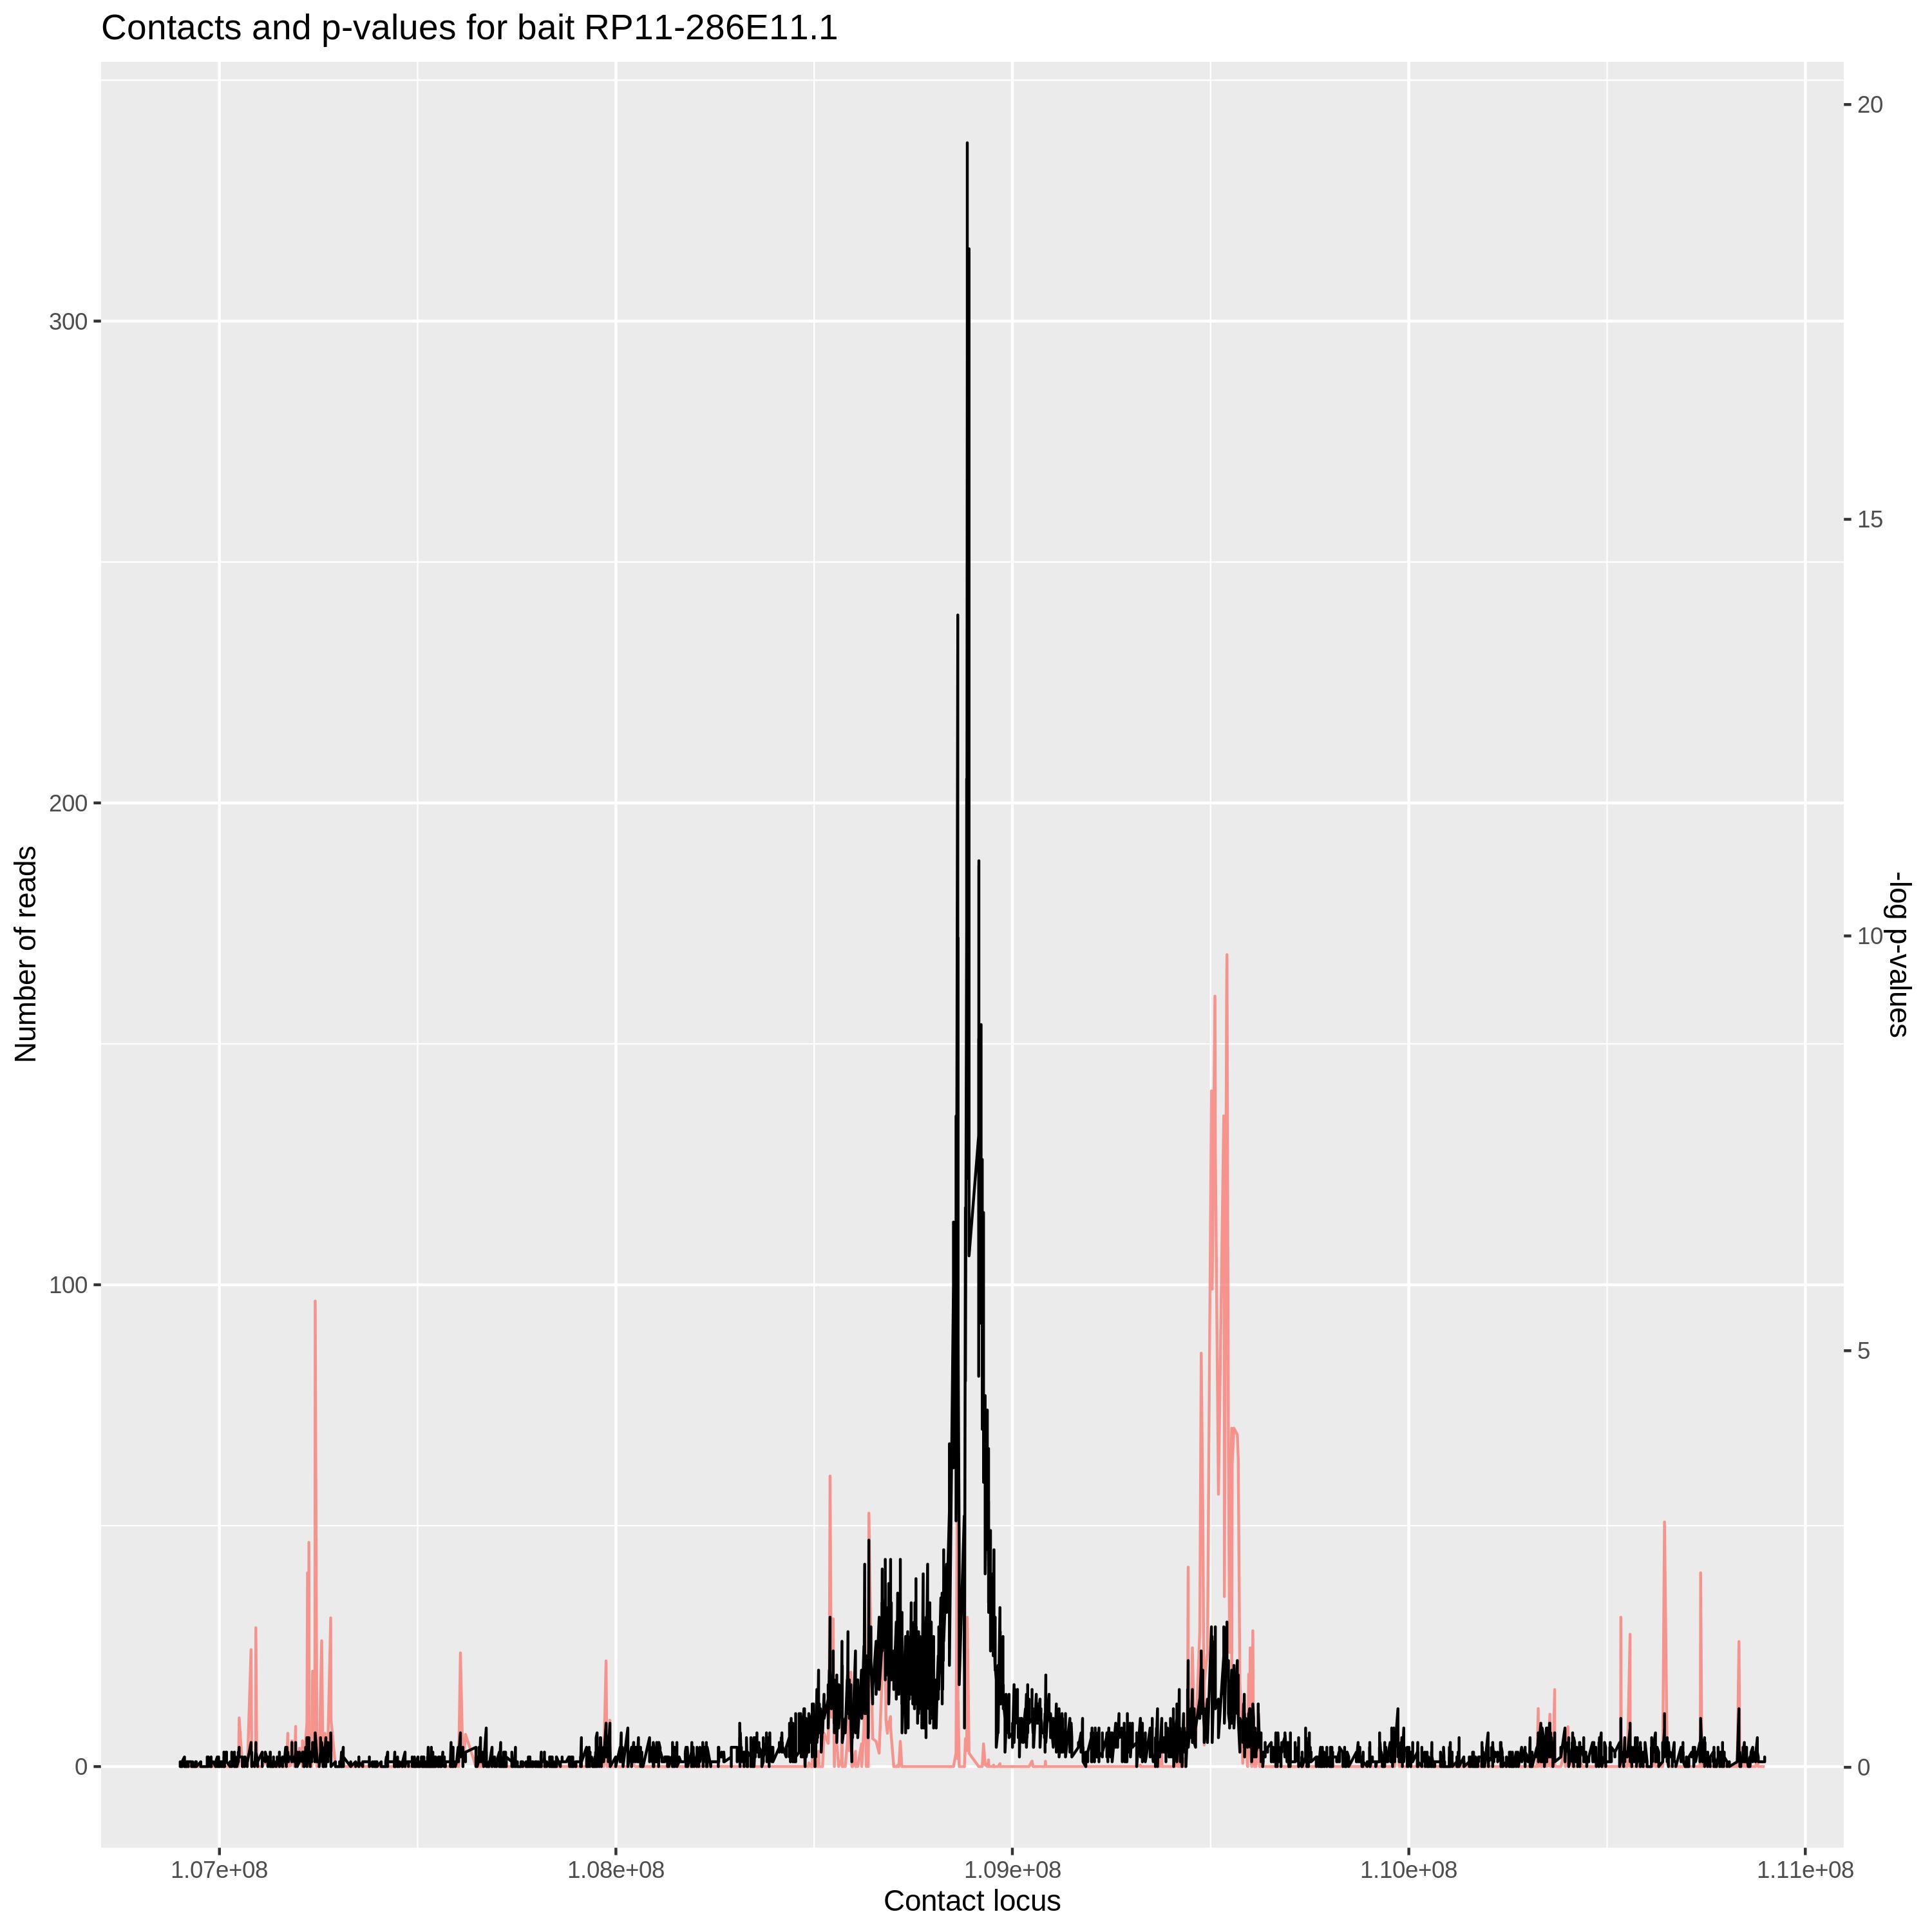 Contacts and p-values for bait RP11-286E11.1
Number of reads
300
200
100
0
20
15
10
5
0
-log p-values
1.07e+08 1.08e+08 1.09e+08 1.10e+08 1.11e+08
Contact locus